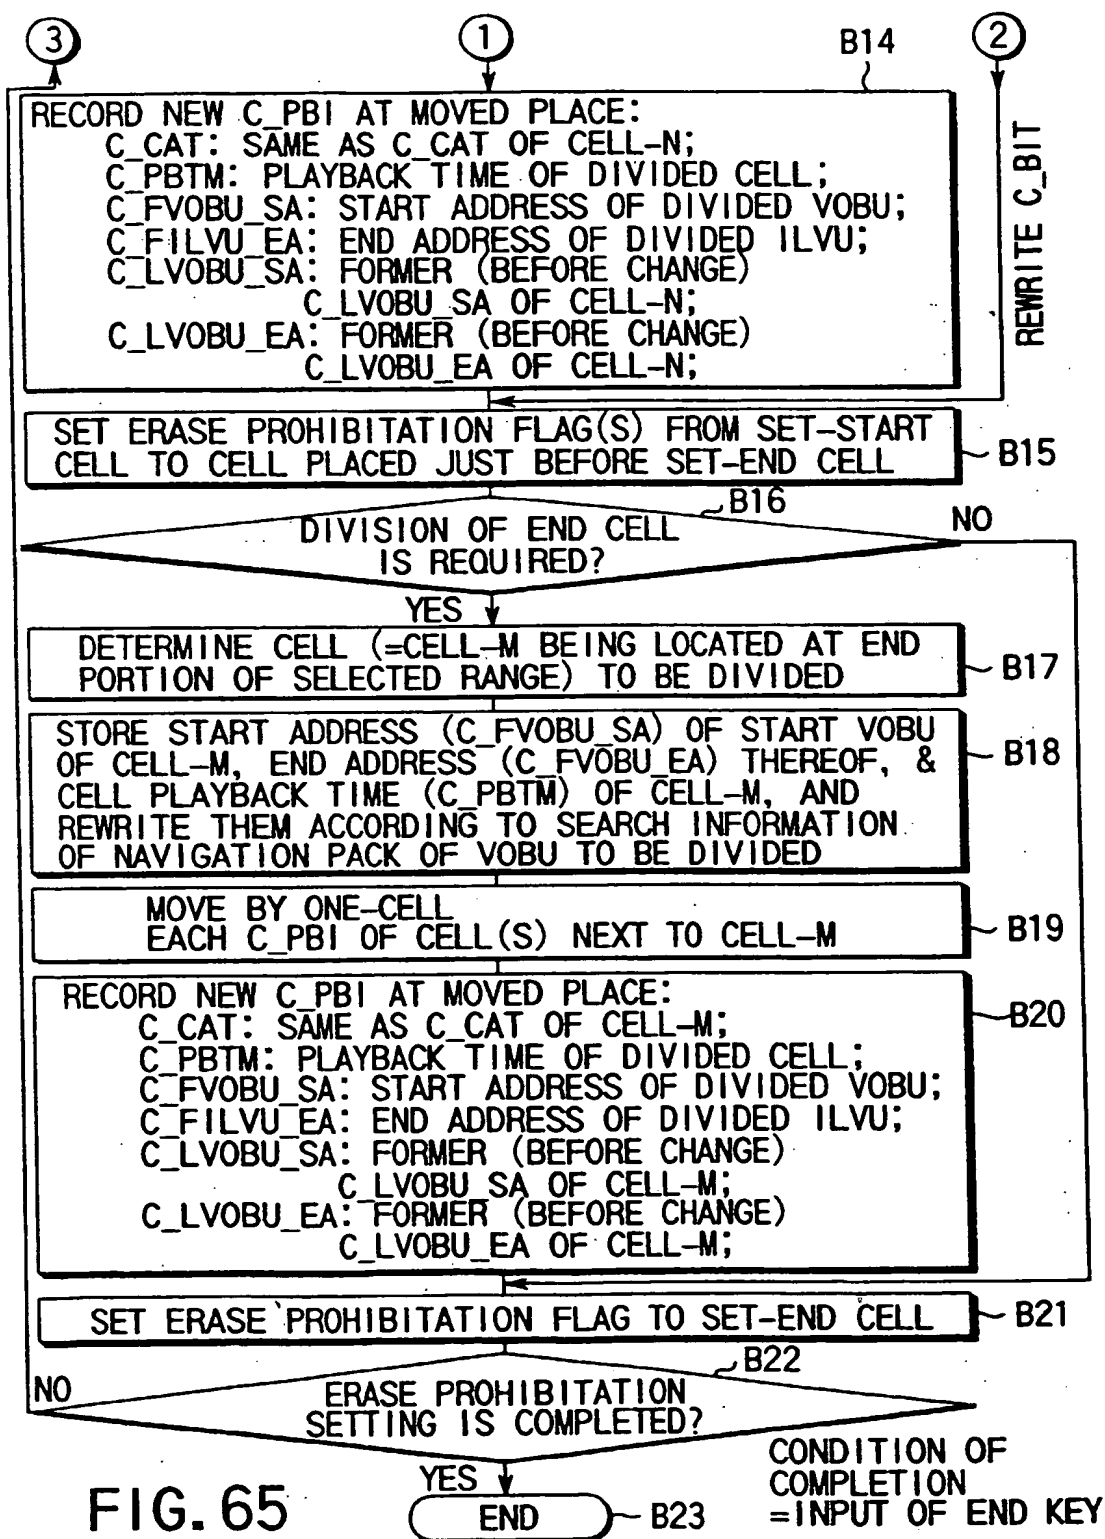 3
1
2
B14
RECORD NEW C_PBI AT MOVED PLACE:
C_CAT: SAME AS C_CAT OF CELL-N;
C_PBTM: PLAYBACK TIME OF DIVIDED CELL;
C_FVOBU_SA: START ADDRESS OF DIVIDED VOBU;
C_FILVU_EA: END ADDRESS OF DIVIDED ILVU;
C_LVOBU_SA: FORMER (BEFORE CHANGE)
C_LVOBU_SA OF CELL-N;
C_LVOBU_EA: FORMER (BEFORE CHANGE)
C_LVOBU_EA OF CELL-N;
REWRITE C_BIT
SET ERASE PROHIBITATION FLAG(S) FROM SET-START
CELL TO CELL PLACED JUST BEFORE SET-END CELL
B15
B16
DIVISION OF END CELL
IS REQUIRED?
NO
YES
DETERMINE CELL (=CELL-M BEING LOCATED AT END
PORTION OF SELECTED RANGE) TO BE DIVIDED
B17
STORE START ADDRESS (C_FVOBU_SA) OF START VOBU
OF CELL-M, END ADDRESS (C_FVOBU_EA) THEREOF, &
CELL PLAYBACK TIME (C_PBTM) OF CELL-M, AND
REWRITE THEM ACCORDING TO SEARCH INFORMATION
OF NAVIGATION PACK OF VOBU TO BE DIVIDED
B18
MOVE BY ONE-CELL
EACH C_PBI OF CELL(S) NEXT TO CELL-M
B19
RECORD NEW C_PBI AT MOVED PLACE:
C_CAT: SAME AS C_CAT OF CELL-M;
C_PBTM: PLAYBACK TIME OF DIVIDED CELL;
C_FVOBU_SA: START ADDRESS OF DIVIDED VOBU;
C_FILVU_EA: END ADDRESS OF DIVIDED ILVU;
C_LVOBU_SA: FORMER (BEFORE CHANGE)
C_LVOBU_SA OF CELL-M;
C_LVOBU_EA: FORMER (BEFORE CHANGE)
C_LVOBU_EA OF CELL-M;
B20
SET ERASE PROHIBITATION FLAG TO SET-END CELL
B21
B22
NO
ERASE PROHIBITATION
SETTING IS COMPLETED?
YES
CONDITION OF
COMPLETION
=INPUT OF END KEY
END
B23
FIG. 65